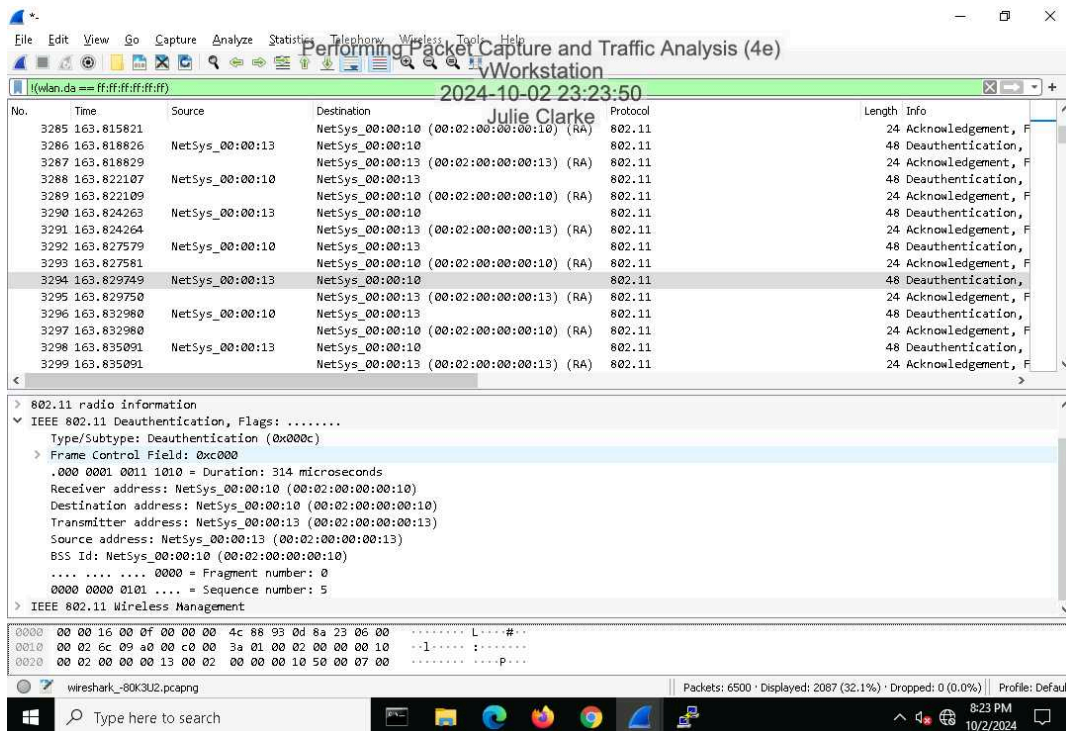 *-
File Edit View Go Capture Analyze Statistics Telephony Wireless Tools Help
Performing Packet Capture and Traffic Analysis (4e)
vWorkstation
2024-10-02 23:23:50
Julie Clarke
!(wlan.da == ff:ff:ff:ff:ff:ff)
No. Time Source Destination Protocol Length Info
3285 163.815821 NetSys_00:00:10 (00:02:00:00:00:10) (RA) 802.11 24 Acknowledgement, F
3286 163.818826 NetSys_00:00:13 NetSys_00:00:10 802.11 48 Deauthentication,
3287 163.818829 NetSys_00:00:13 (00:02:00:00:00:13) (RA) 802.11 24 Acknowledgement, F
3288 163.822107 NetSys_00:00:10 NetSys_00:00:13 802.11 48 Deauthentication,
3289 163.822109 NetSys_00:00:10 (00:02:00:00:00:10) (RA) 802.11 24 Acknowledgement, F
3290 163.824263 NetSys_00:00:13 NetSys_00:00:10 802.11 48 Deauthentication,
3291 163.824264 NetSys_00:00:13 (00:02:00:00:00:13) (RA) 802.11 24 Acknowledgement, F
3292 163.827579 NetSys_00:00:10 NetSys_00:00:13 802.11 48 Deauthentication,
3293 163.827581 NetSys_00:00:10 (00:02:00:00:00:10) (RA) 802.11 24 Acknowledgement, F
3294 163.829749 NetSys_00:00:13 NetSys_00:00:10 802.11 48 Deauthentication,
3295 163.829750 NetSys_00:00:13 (00:02:00:00:00:13) (RA) 802.11 24 Acknowledgement, F
3296 163.832980 NetSys_00:00:10 NetSys_00:00:13 802.11 48 Deauthentication,
3297 163.832980 NetSys_00:00:10 (00:02:00:00:00:10) (RA) 802.11 24 Acknowledgement, F
3298 163.835091 NetSys_00:00:13 NetSys_00:00:10 802.11 48 Deauthentication,
3299 163.835091 NetSys_00:00:13 (00:02:00:00:00:13) (RA) 802.11 24 Acknowledgement, F
802.11 radio information
IEEE 802.11 Deauthentication, Flags: ........
Type/Subtype: Deauthentication (0x000c)
Frame Control Field: 0xc000
.000 0001 0011 1010 = Duration: 314 microseconds
Receiver address: NetSys_00:00:10 (00:02:00:00:00:10)
Destination address: NetSys_00:00:10 (00:02:00:00:00:10)
Transmitter address: NetSys_00:00:13 (00:02:00:00:00:13)
Source address: NetSys_00:00:13 (00:02:00:00:00:13)
BSS Id: NetSys_00:00:10 (00:02:00:00:00:10)
.... .... .... 0000 = Fragment number: 0
0000 0000 0101 .... = Sequence number: 5
IEEE 802.11 Wireless Management
0000 00 00 16 00 0f 00 00 00 4c 88 93 0d 8a 23 06 00 ········ L····#··
0010 00 02 6c 09 a0 00 c0 00 3a 01 00 02 00 00 00 10 ··l····· :·······
0020 00 02 00 00 00 13 00 02 00 00 00 10 50 00 07 00 ········ ····P···
wireshark_-80K3U2.pcapng Packets: 6500 · Displayed: 2087 (32.1%) · Dropped: 0 (0.0%) Profile: Defaul
Type here to search
8:23 PM
10/2/2024